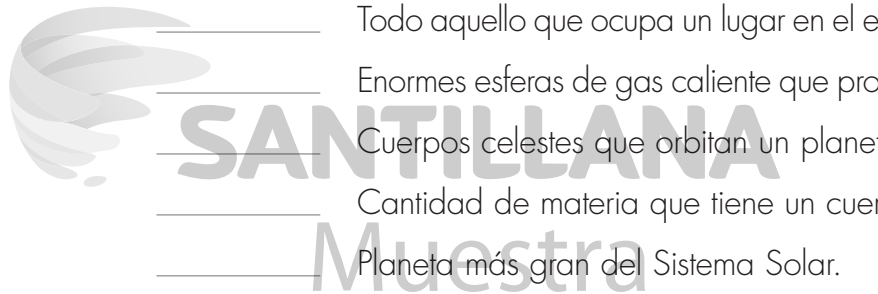 Todo aquello que ocupa un lugar en el e
Enormes esferas de gas caliente que pro
SANTILLANA
Cuerpos celestes que orbitan un plane
Cantidad de materia que tiene un cuer
Muestra
Planeta más gran del Sistema Solar.